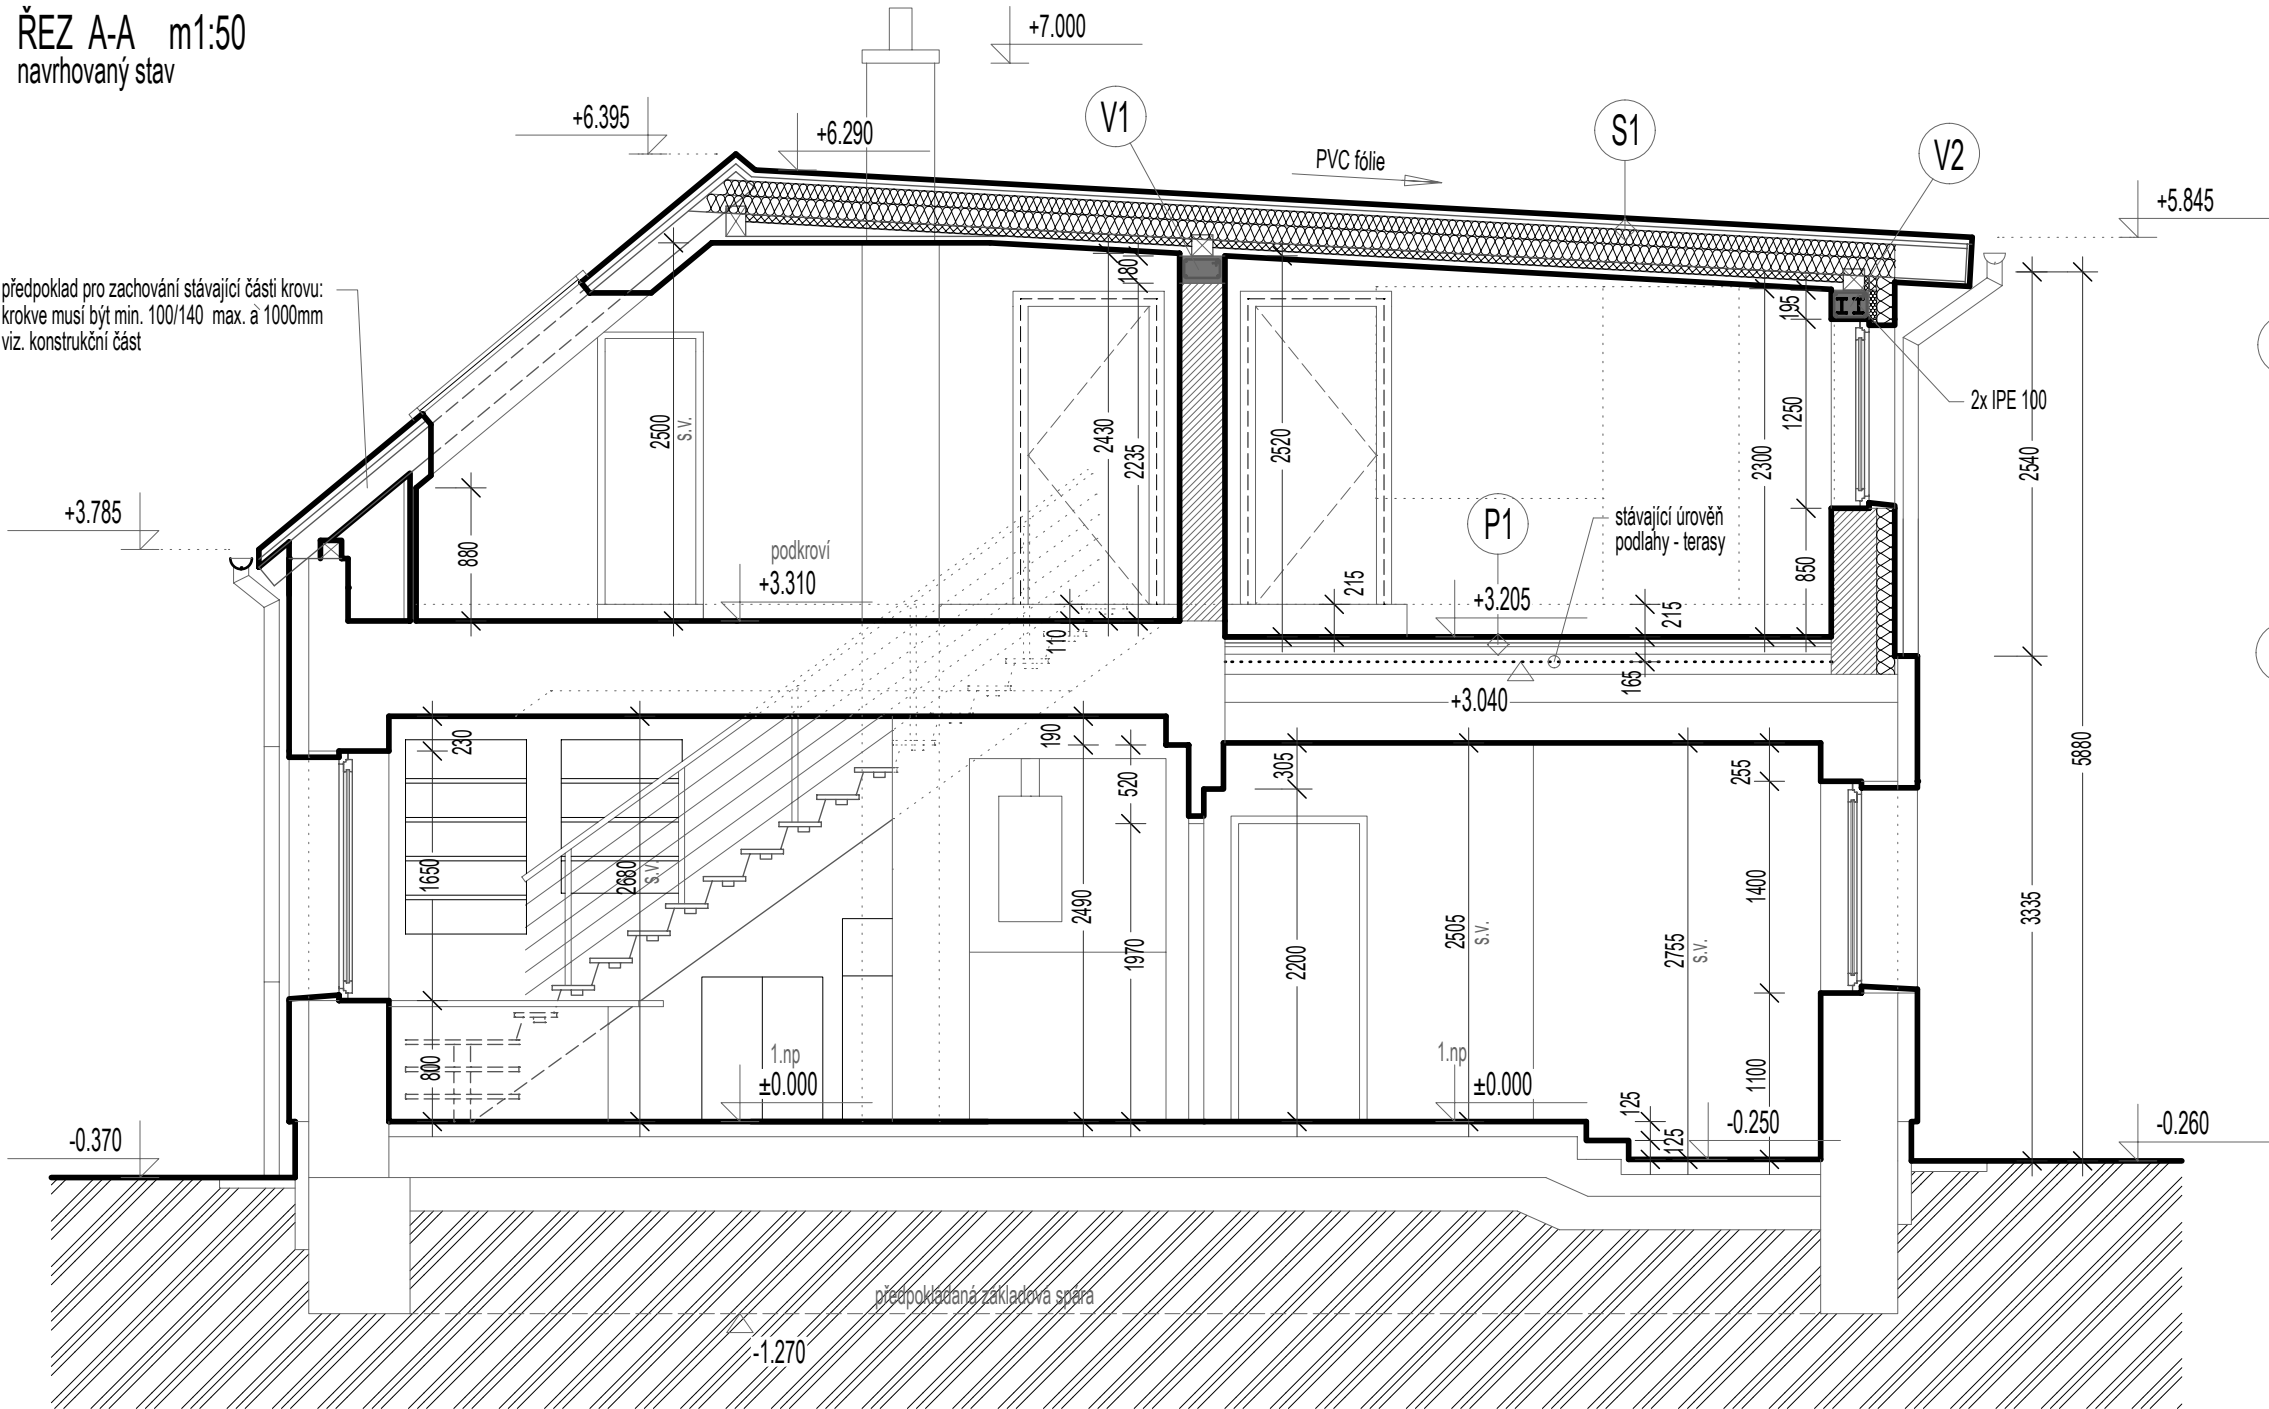 ŘEZ A-A m1:50
navrhovaný stav
+7.000
+6.395
+6.290
V1
S1
V2
PVC fólie
+5.845
předpoklad pro zachování stávající části krovu:
krokve musí být min. 100/140 max. à 1000mm
viz. konstrukční část
180
195
2x IPE 100
2500
s.v.
2430
2235
2520
2300
1250
2540
+3.785
880
podkroví
+3.310
P1
stávající úrověň
podlahy - terasy
850
215
+3.205
215
110
165
+3.040
230
190
520
305
255
5880
1650
2680
s.v.
2490
1970
2200
2505
s.v.
2755
s.v.
1400
3335
800
1.np
±0.000
1.np
±0.000
1100
125
125
-0.250
-0.370
-0.260
předpokládaná základová spára
-1.270